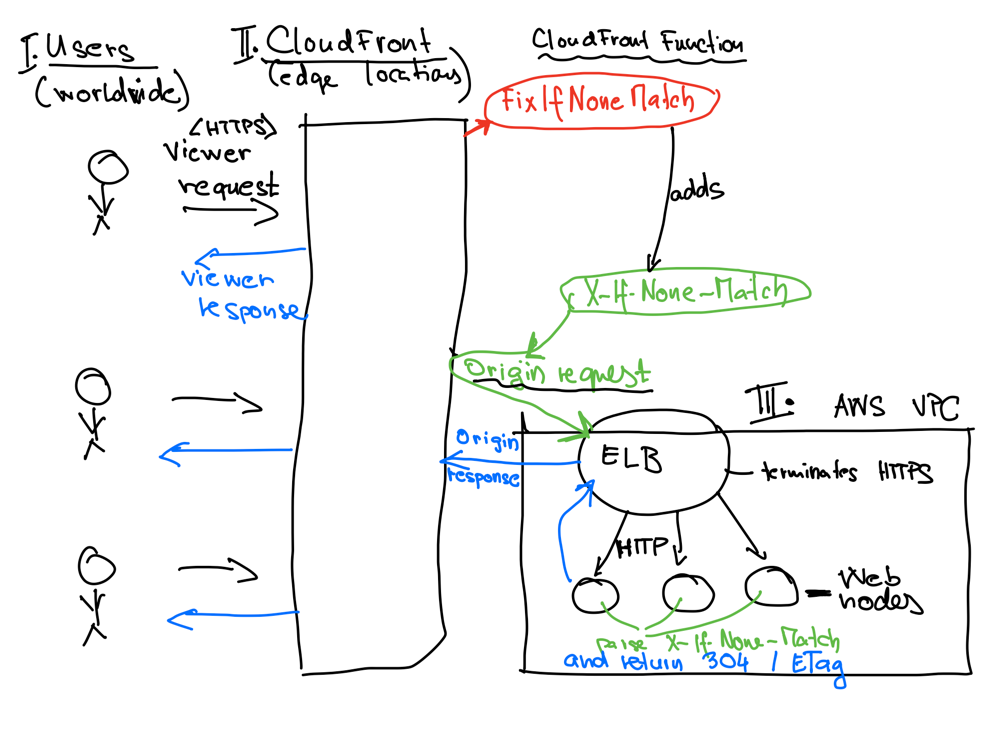 I. Users
(worldwide)
II. CloudFront
(edge locations)
CloudFront Function
FixIfNoneMatch
<HTTPS>
Viewer
request
adds
Viewer
response
X-If-None-Match
Origin request
III. AWS VPC
Origin
response
ELB
terminates HTTPS
HTTP
Web
nodes
parse X-If-None-Match
and return 304 / ETag